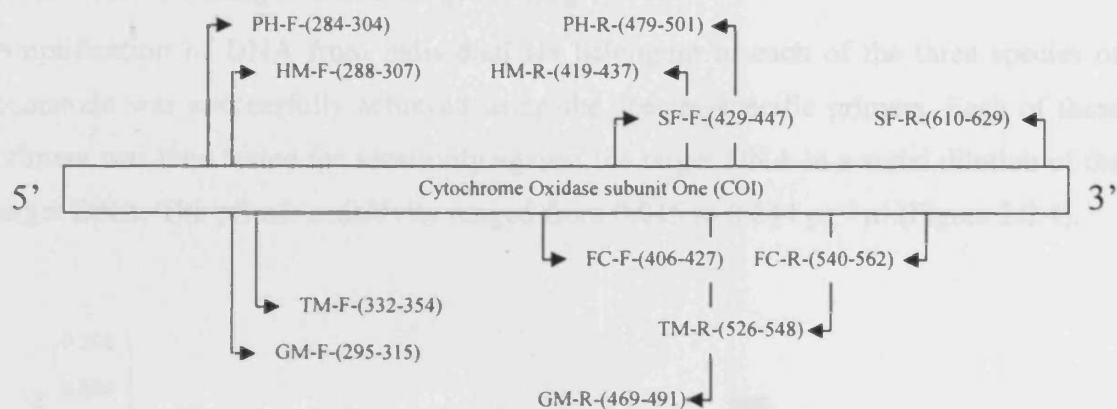 PH-F-(284-304) PH-R-(479-501)
HM-F-(288-307) HM-R-(419-437)
SF-F-(429-447) SF-R-(610-629)
5’ Cytochrome Oxidase subunit One (COI) 3’
FC-F-(406-427) FC-R-(540-562)
TM-F-(332-354) TM-R-(526-548)
GM-F-(295-315)
GM-R-(469-491)